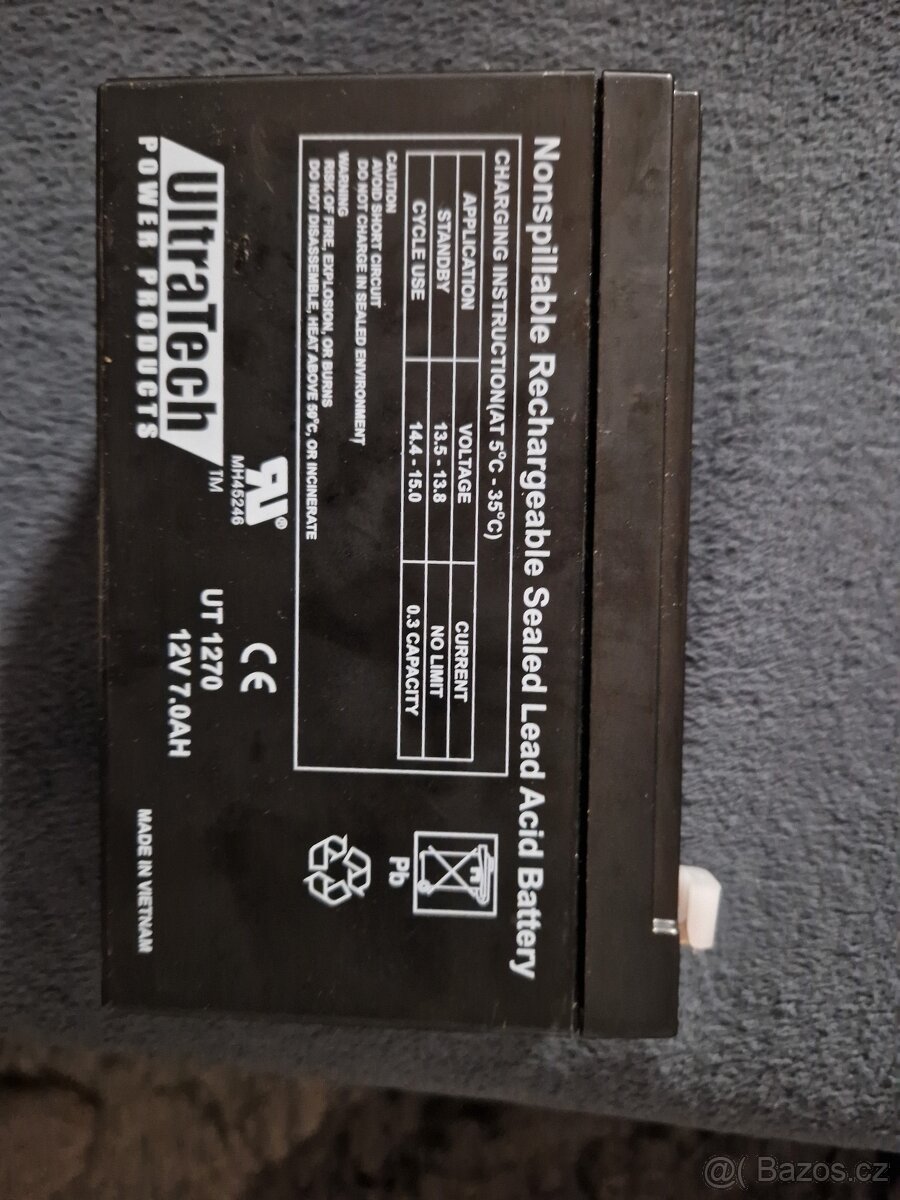 Nonspillable Rechargeable Sealed Lead Acid Battery
CHARGING INSTRUCTION(AT 5°C - 35°C)
APPLICATION VOLTAGE CURRENT
STANDBY 13.5 - 13.8 NO LIMIT
CYCLE USE 14.4 - 15.0 0.3 CAPACITY
CAUTION
AVOID SHORT CIRCUIT
DO NOT CHARGE IN SEALED ENVIRONMENT
WARNING
RISK OF FIRE, EXPLOSION, OR BURNS
DO NOT DISASSEMBLE, HEAT ABOVE 50°C, OR INCINERATE
Pb
UltraTech TM
POWER PRODUCTS
RU ®
MH45246
CE
UT 1270
12V 7.0AH
MADE IN VIETNAM
@( Bazoš.cz